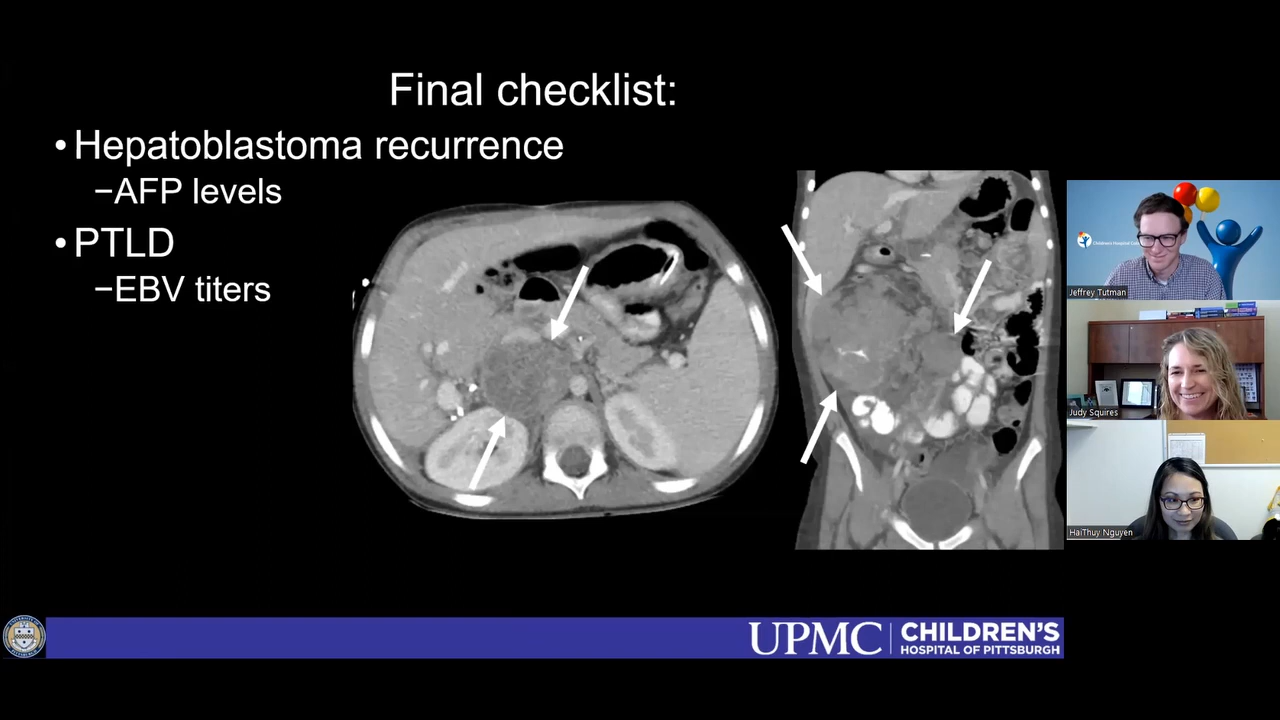 Final checklist:
•Hepatoblastoma recurrence
−AFP levels
•PTLD
−EBV titers
Jeffrey Tutman
Judy Squires
HaiThuy Nguyen
UPMC CHILDREN'S
HOSPITAL OF PITTSBURGH